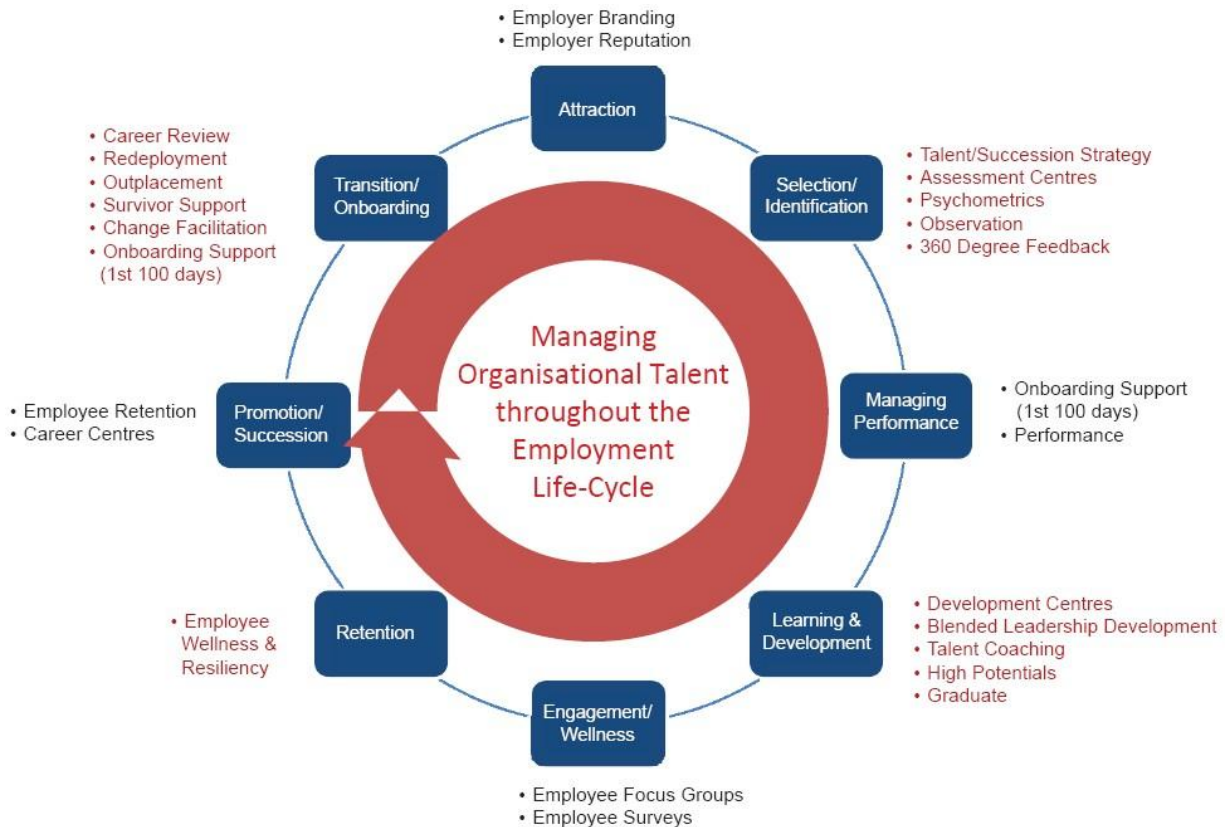 • Employer Branding
• Employer Reputation
Attraction
• Career Review
• Redeployment
• Outplacement
• Survivor Support
• Change Facilitation
• Onboarding Support
(1st 100 days)
Transition/
Onboarding
Selection/
Identification
• Talent/Succession Strategy
• Assessment Centres
• Psychometrics
• Observation
• 360 Degree Feedback
Managing
Organisational Talent
throughout the
Employment
Life-Cycle
• Employee Retention
• Career Centres
Promotion/
Succession
Managing
Performance
• Onboarding Support
(1st 100 days)
• Performance
• Employee
Wellness &
Resiliency
Retention
Learning &
Development
• Development Centres
• Blended Leadership Development
• Talent Coaching
• High Potentials
• Graduate
Engagement/
Wellness
• Employee Focus Groups
• Employee Surveys